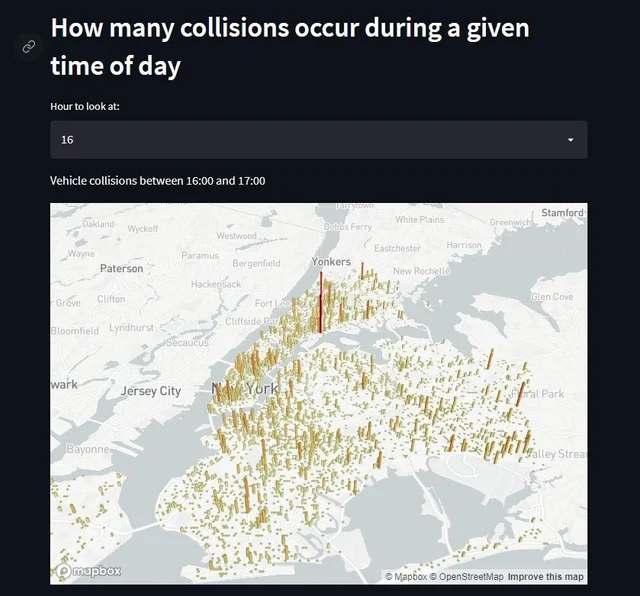 How many collisions occur during a given
time of day
Hour to look at:
16
Vehicle collisions between 16:00 and 17:00
Tarrytown
Stamford
White Plains
Greenwich
Oakland
Wyckoff
Dobbs Ferry
Westwood
Eastchester
Harrison
Wayne
Paramus
Bergenfield
Yonkers
Paterson
New Rochelle
Hackensack
Glen Cove
Clifton
Fort Lee
r Grove
Cliffside Par
Bloomfield
Lyndhurst
Secaucus
wark
Jersey City
N York
Floral Park
Bayonne
Valley Strea
mapbox
© Mapbox © OpenStreetMap Improve this map